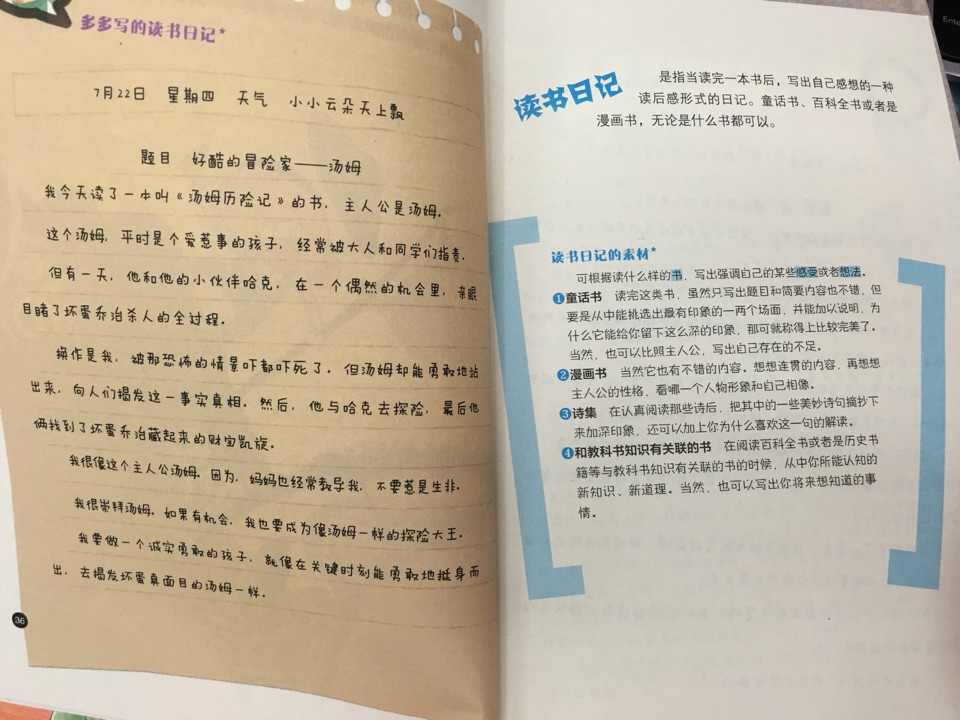 多多写的读书日记*
7月22日 星期四 天气 小小云朵天上飘
题目 好酷的冒险家——汤姆
我今天读了一本叫《汤姆历险记》的书，主人公是汤姆。
这个汤姆，平时是个爱惹事的孩子，经常被大人和同学们指责。
但有一天，他和他的小伙伴哈克，在一个偶然的机会里，亲眼
目睹了坏蛋乔治杀人的全过程。
换作是我，被那恐怖的情景吓都吓死了。但汤姆却能勇敢地站
出来，向人们揭发这一事实真相。然后，他与哈克去探险，最后他
俩找到了坏蛋乔治藏起来的财宝凯旋。
我很像这个主人公汤姆。因为，妈妈也经常教导我，不要惹是生非。
我很崇拜汤姆。如果有机会，我也要成为像汤姆一样的探险大王。
我要做一个诚实勇敢的孩子，就像在关键时刻能勇敢地挺身而
出，去揭发坏蛋真面目的汤姆一样。
36
读书日记
是指当读完一本书后，写出自己感想的一种
读后感形式的日记。童话书、百科全书或者是
漫画书，无论是什么书都可以。
读书日记的素材*
可根据读什么样的书，写出强调自己的某些感受或者想法。
❶童话书 读完这类书，虽然只写出题目和简要内容也不错，但
要是从中能挑选出最有印象的一两个场面，并能加以说明，为
什么它能给你留下这么深的印象，那可就称得上比较完美了。
当然，也可以比照主人公，写出自己存在的不足。
❷漫画书 当然它也有不错的内容。想想连贯的内容，再想想
主人公的性格，看哪一个人物形象和自己相像。
❸诗集 在认真阅读那些诗后，把其中的一些美妙诗句摘抄下
来加深印象，还可以加上你为什么喜欢这一句的解读。
❹和教科书知识有关联的书 在阅读百科全书或者是历史书
籍等与教科书知识有关联的书的时候，从中你所能认知的
新知识、新道理。当然，也可以写出你将来想知道的事
情。
Ente